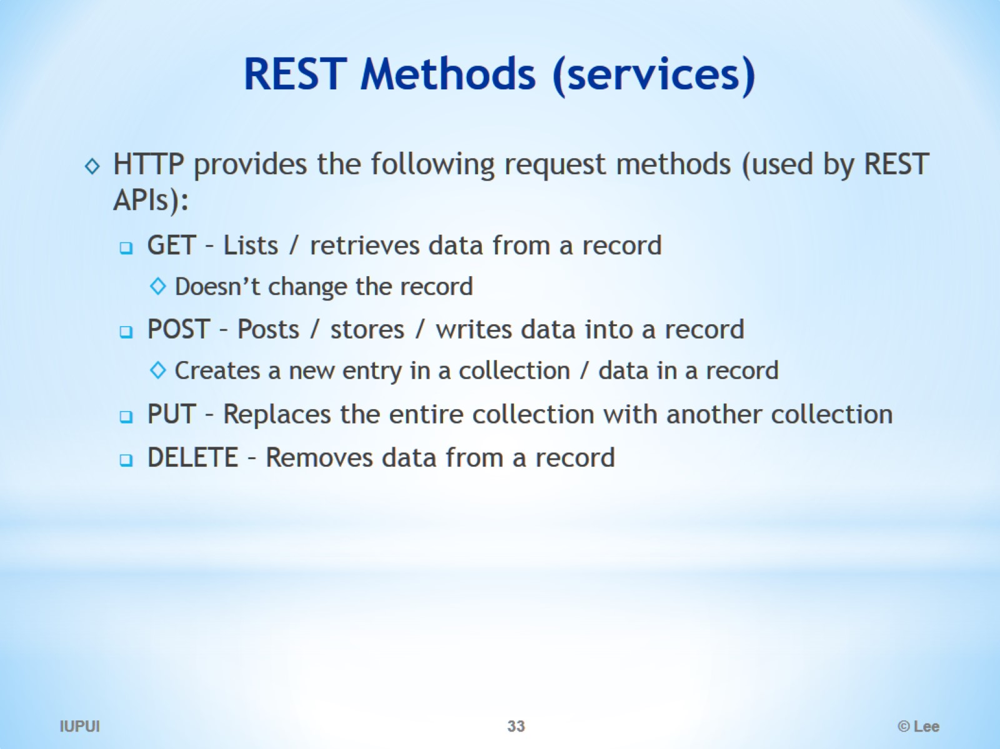 REST Methods (services)
◇ HTTP provides the following request methods (used by REST
APIs):
❑ GET – Lists / retrieves data from a record
◇ Doesn’t change the record
❑ POST – Posts / stores / writes data into a record
◇ Creates a new entry in a collection / data in a record
❑ PUT – Replaces the entire collection with another collection
❑ DELETE – Removes data from a record
IUPUI 33 © Lee